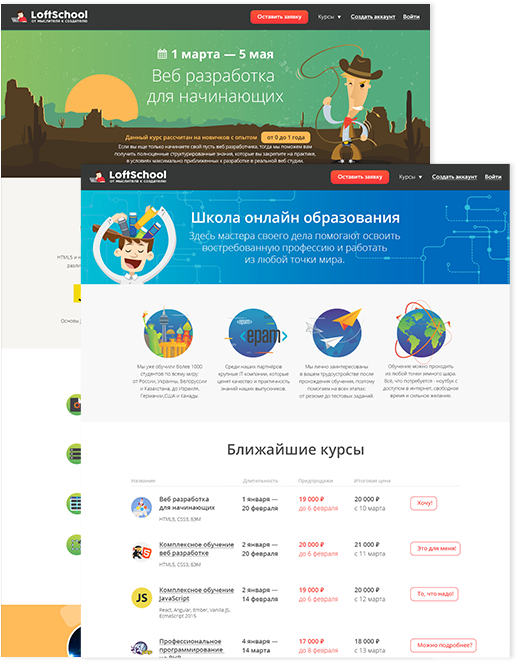 LoftSchool
от мыслителя к создателю
Оставить заявку
Курсы
Создать аккаунт
Войти
1 марта — 5 мая
Веб разработка
для начинающих
Данный курс рассчитан на новичков с опытом
от 0 до 1 года
Если вы еще только начинаете свой путь веб разработчика, тогда мы поможем вам
получить полноценные структурированные знания, которые вы закрепите на практике,
в условиях максимально приближенных к разработке в реальной веб студии.
HTML5 и
разли
Основы J
LoftSchool
от мыслителя к создателю
Оставить заявку
Курсы
Создать аккаунт
Войти
Школа онлайн образования
Здесь мастера своего дела помогают освоить
востребованную профессию и работать
из любой точки мира.
<epam>
Мы уже обучили более 1000
студентов по всему миру:
от России, Украины, Белоруссии
и Казахстана, до Израиля,
Германии,США и Канады.
Среди наших партнёров
крупные IT-компании, которые
ценят качество и практичность
знаний наших выпускников.
Мы лично заинтересованы
в вашем трудоустройстве после
прохождения обучения, поэтому
помогаем на всех этапах:
от резюме до тестовых заданий.
Обучение можно проходить
из любой точки земного шара.
Всё, что потребуется - ноутбук с
доступом в интернет, свободное
время и сильное желание.
Ближайшие курсы
Название
Длительность
Предпродажи
Итоговая цена
Веб разработка
для начинающих
HTML5, CSS3, БЭМ
1 января —
20 февраля
19 000 ₽
до 6 февраля
20 000 ₽
с 10 марта
Хочу!
Комплексное обучение
веб разработке
HTML5, CSS3, БЭМ
2 января —
20 февраля
20 000 ₽
до 6 февраля
21 000 ₽
с 11 марта
Это для меня!
JS
Комплексное обучение
JavaScript
React, Angular, Ember, VanilaJS,
EcmaScript 2015
2 января —
14 февраля
19 000 ₽
до 6 февраля
20 000 ₽
с 12 марта
То, что надо!
Профессиональное
программирование
на PHP
4 января —
14 марта
17 000 ₽
до 8 февраля
18 000 ₽
с 13 марта
Можно подробнее?